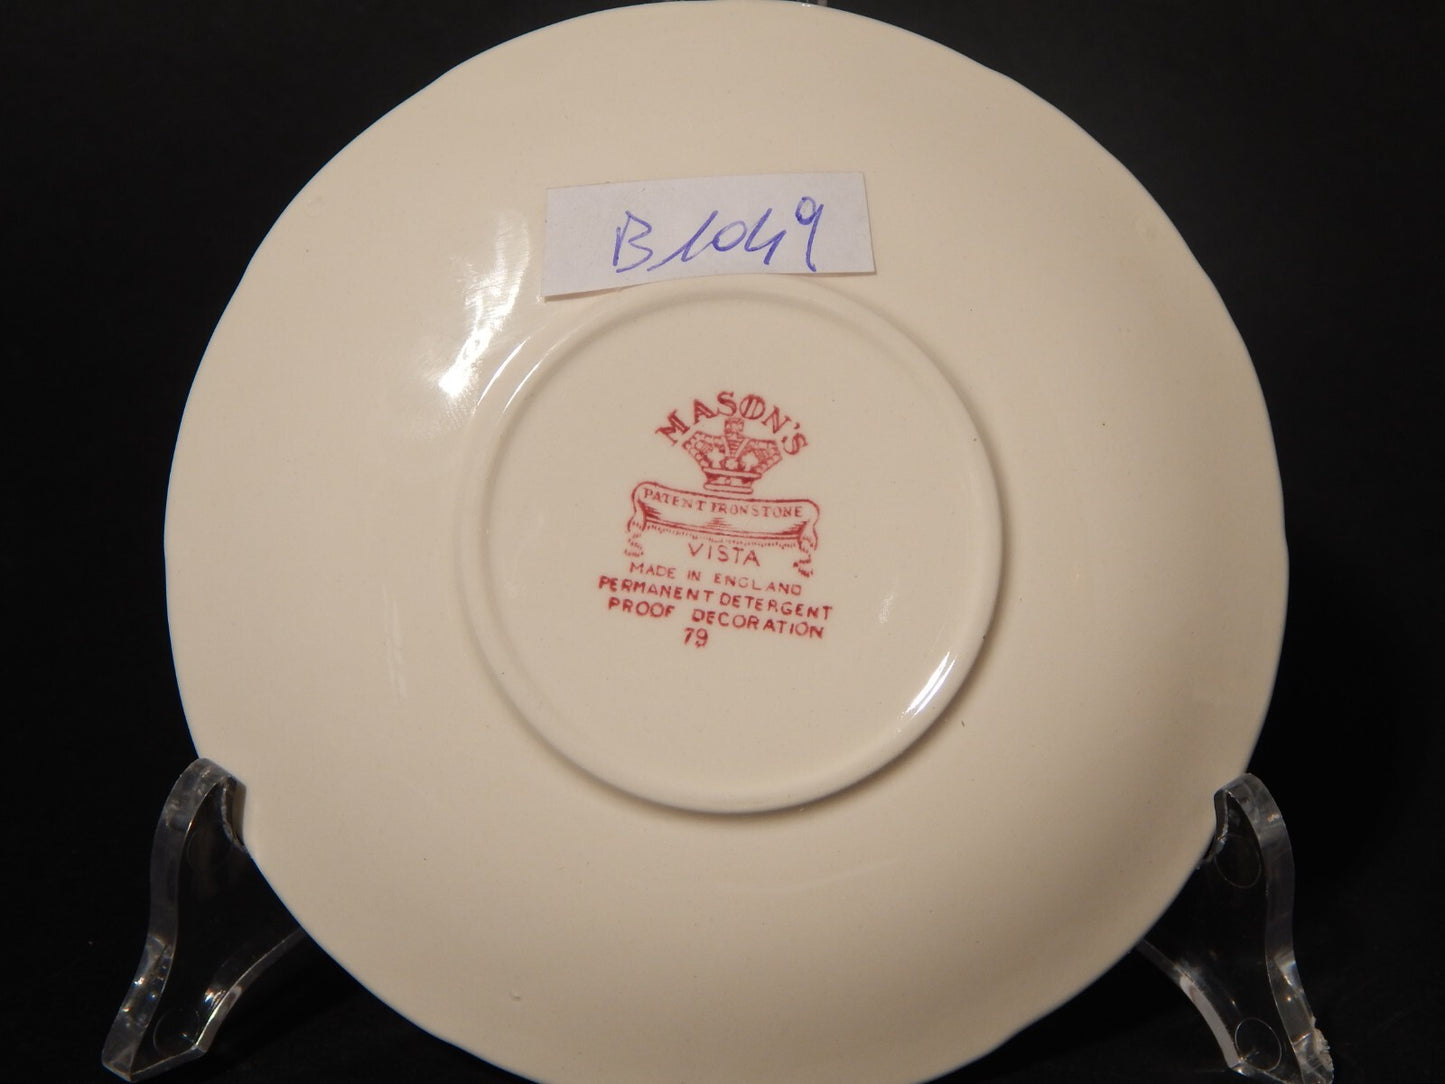 B1049
MASON'S
PATENT IRONSTONE
VISTA
MADE IN ENGLAND
PERMANENT DETERGENT
PROOF DECORATION
79